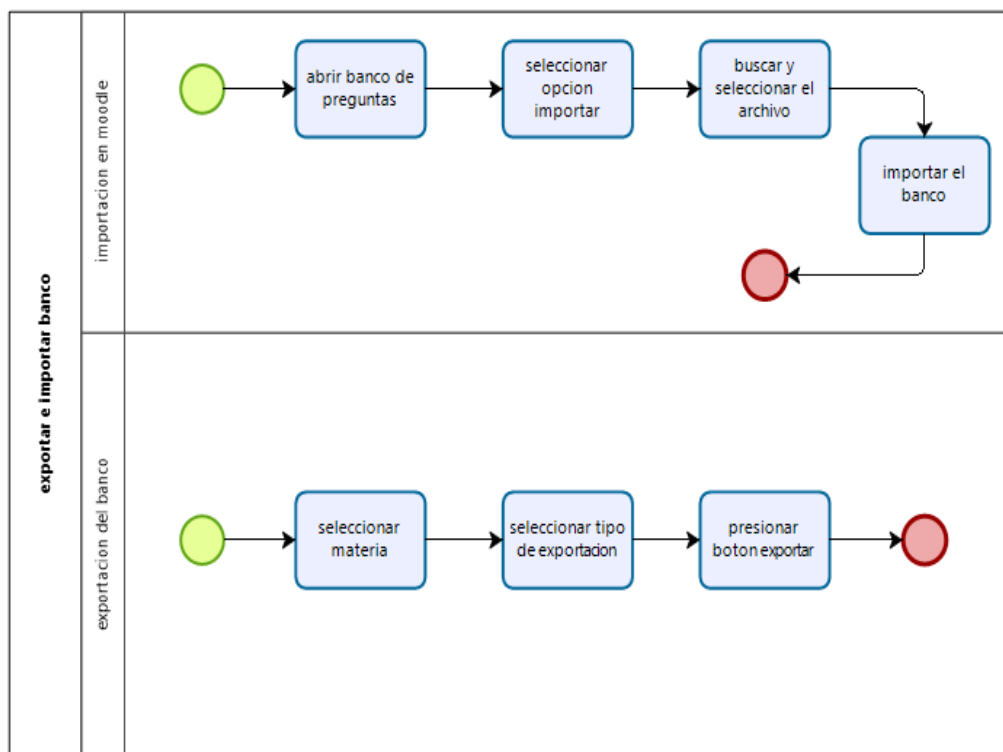 exportar e importar banco
importacion en moodle
abrir banco de
preguntas
seleccionar
opcion
importar
buscar y
seleccionar el
archivo
importar el
banco
exportacion del banco
seleccionar
materia
seleccionar tipo
de exportacion
presionar
boton exportar